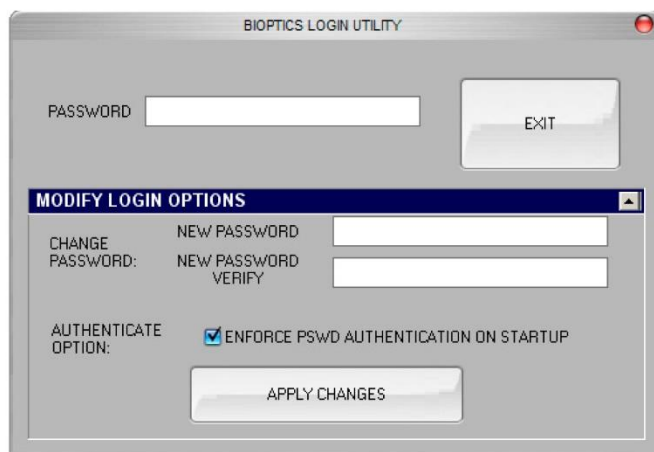 BIOPTICS LOGIN UTILITY
PASSWORD
EXIT
MODIFY LOGIN OPTIONS
CHANGE
PASSWORD:
NEW PASSWORD
NEW PASSWORD
VERIFY
AUTHENTICATE
OPTION:
ENFORCE PSWD AUTHENTICATION ON STARTUP
APPLY CHANGES